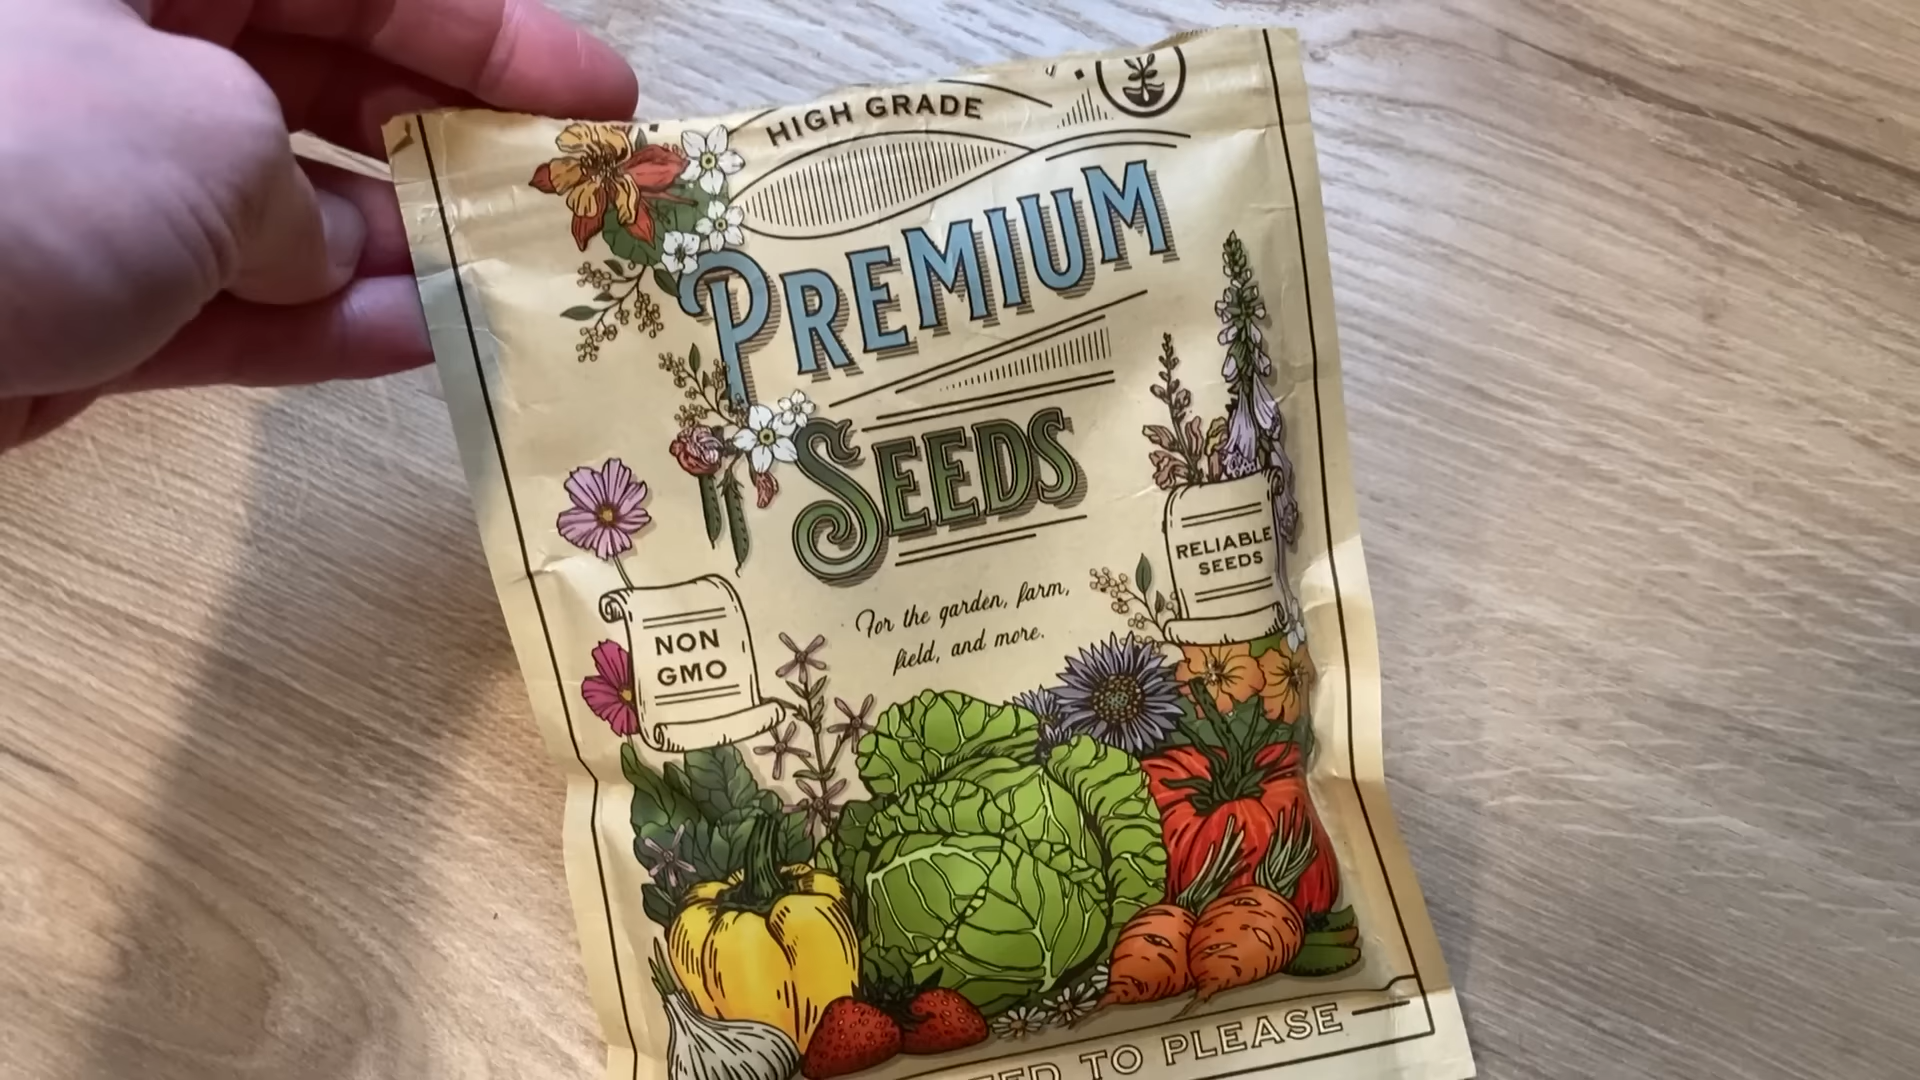 HIGH GRADE
PREMIUM
SEEDS
RELIABLE
SEEDS
For the garden, farm,
field, and more.
NON
GMO
TO PLEASE